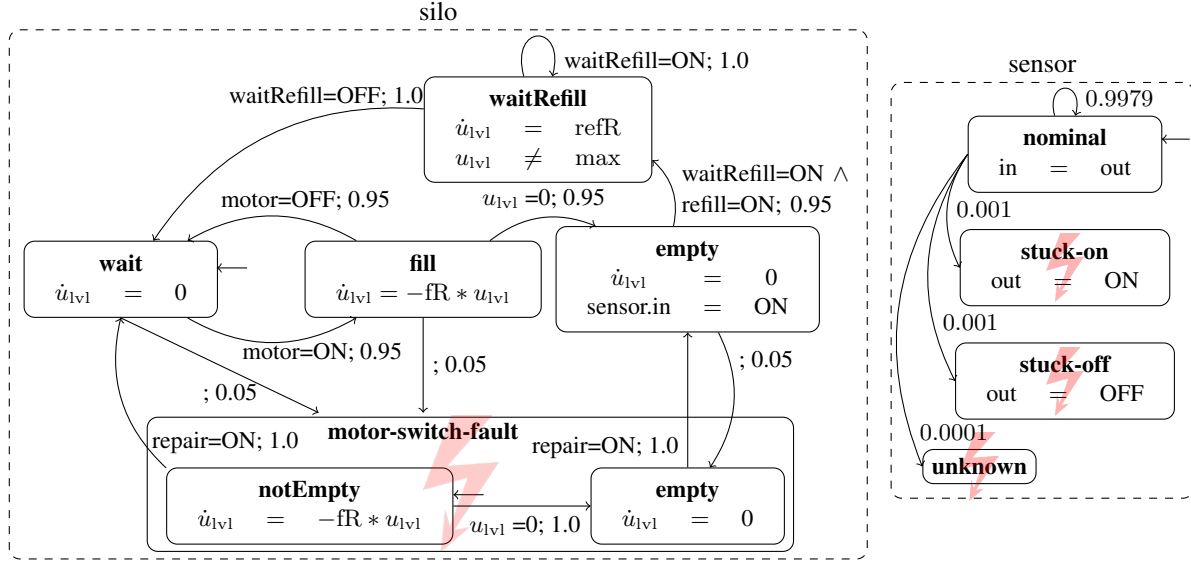 silo
waitRefill=ON; 1.0
waitRefill
u̇lvl = refR
ulvl ≠ max
waitRefill=OFF; 1.0
waitRefill=ON ∧
refill=ON; 0.95
motor=OFF; 0.95
ulvl =0; 0.95
wait
u̇lvl = 0
fill
u̇lvl = −fR ∗ ulvl
empty
u̇lvl = 0
sensor.in = ON
motor=ON; 0.95
; 0.05
; 0.05
; 0.05
motor-switch-fault
repair=ON; 1.0
repair=ON; 1.0
notEmpty
u̇lvl = −fR ∗ ulvl
ulvl =0; 1.0
empty
u̇lvl = 0
sensor
0.9979
nominal
in = out
0.001
stuck-on
out = ON
0.001
stuck-off
out = OFF
0.0001
unknown